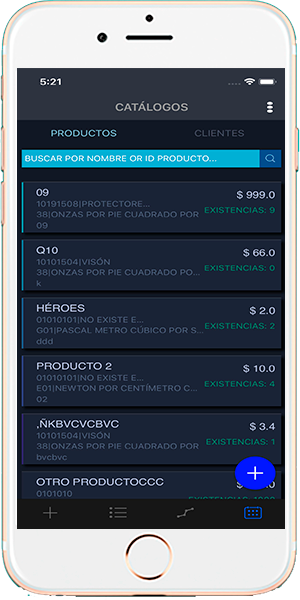 5:21
CATÁLOGOS
PRODUCTOS
CLIENTES
BUSCAR POR NOMBRE OR ID PRODUCTO...
09
$ 999.0
10191508|PROTECTORE...
EXISTENCIAS: 9
38|ONZAS POR PIE CUADRADO POR
09
Q10
$ 66.0
10101504|VISÓN
EXISTENCIAS: 0
38|ONZAS POR PIE CUADRADO PO...
k
HÉROES
$ 2.0
01010101|NO EXISTE E...
EXISTENCIAS: 2
G01|PASCAL METRO CÚBICO POR S...
ddd
PRODUCTO 2
$ 10.0
01010101|NO EXISTE E...
EXISTENCIAS: 4
E01|NEWTON POR CENTÍMETRO C...
02
,ÑKBVCVCBVC
$ 3.4
10101504|VISÓN
EXISTENCIAS: 1
38|ONZAS POR PIE CUADRADO POR
bvcbvc
OTRO PRODUCTOCCC
$
0101010